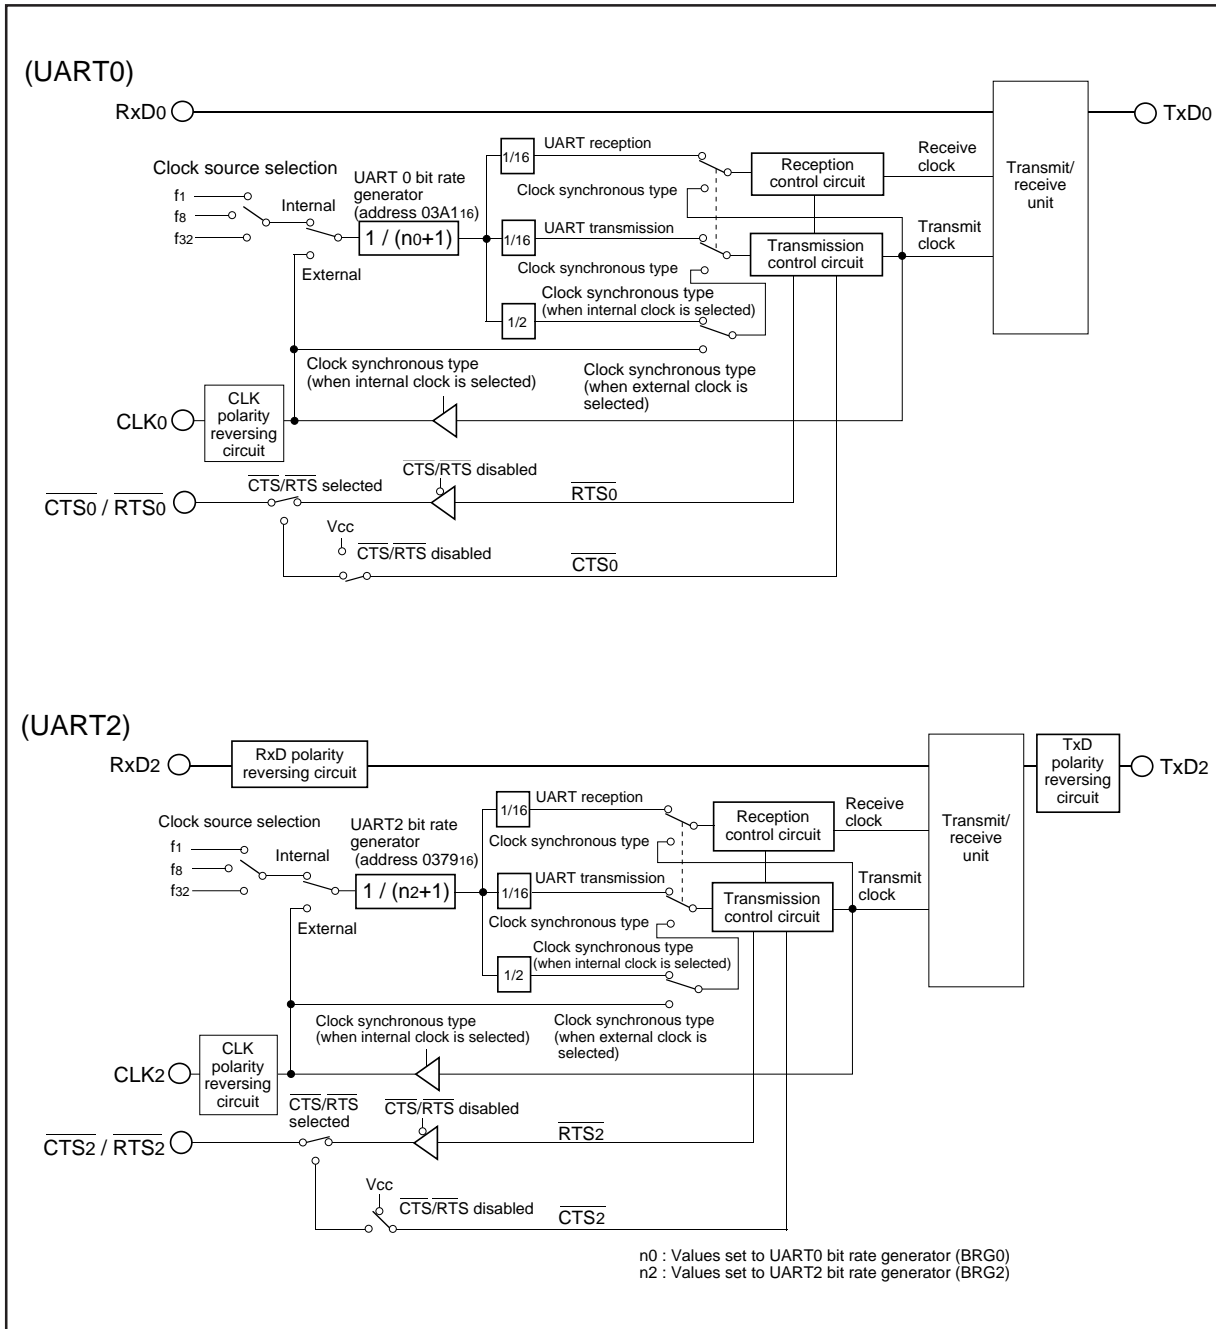 (UART0)
RxD0
TxD0
Clock source selection
f1
f8
f32
Internal
External
UART 0 bit rate
generator
(address 03A116)
1 / (n0+1)
1/16
UART reception
Clock synchronous type
1/16
UART transmission
Clock synchronous type
Clock synchronous type
(when internal clock is selected)
1/2
Reception
control circuit
Transmission
control circuit
Receive
clock
Transmit
clock
Transmit/
receive
unit
Clock synchronous type
(when internal clock is selected)
Clock synchronous type
(when external clock is
selected)
CLK0
CLK
polarity
reversing
circuit
CTS0 / RTS0
CTS/RTS selected
CTS/RTS disabled
RTS0
Vcc
CTS/RTS disabled
CTS0
(UART2)
RxD2
RxD polarity
reversing circuit
TxD
polarity
reversing
circuit
TxD2
Clock source selection
f1
f8
f32
Internal
External
UART2 bit rate
generator
(address 037916)
1 / (n2+1)
1/16
UART reception
Clock synchronous type
1/16
UART transmission
Clock synchronous type
Clock synchronous type
(when internal clock is selected)
1/2
Reception
control circuit
Transmission
control circuit
Receive
clock
Transmit
clock
Transmit/
receive
unit
Clock synchronous type
(when internal clock is selected)
Clock synchronous type
(when external clock is
selected)
CLK2
CLK
polarity
reversing
circuit
CTS2 / RTS2
CTS/RTS
selected
CTS/RTS disabled
RTS2
Vcc
CTS/RTS disabled
CTS2
n0 : Values set to UART0 bit rate generator (BRG0)
n2 : Values set to UART2 bit rate generator (BRG2)